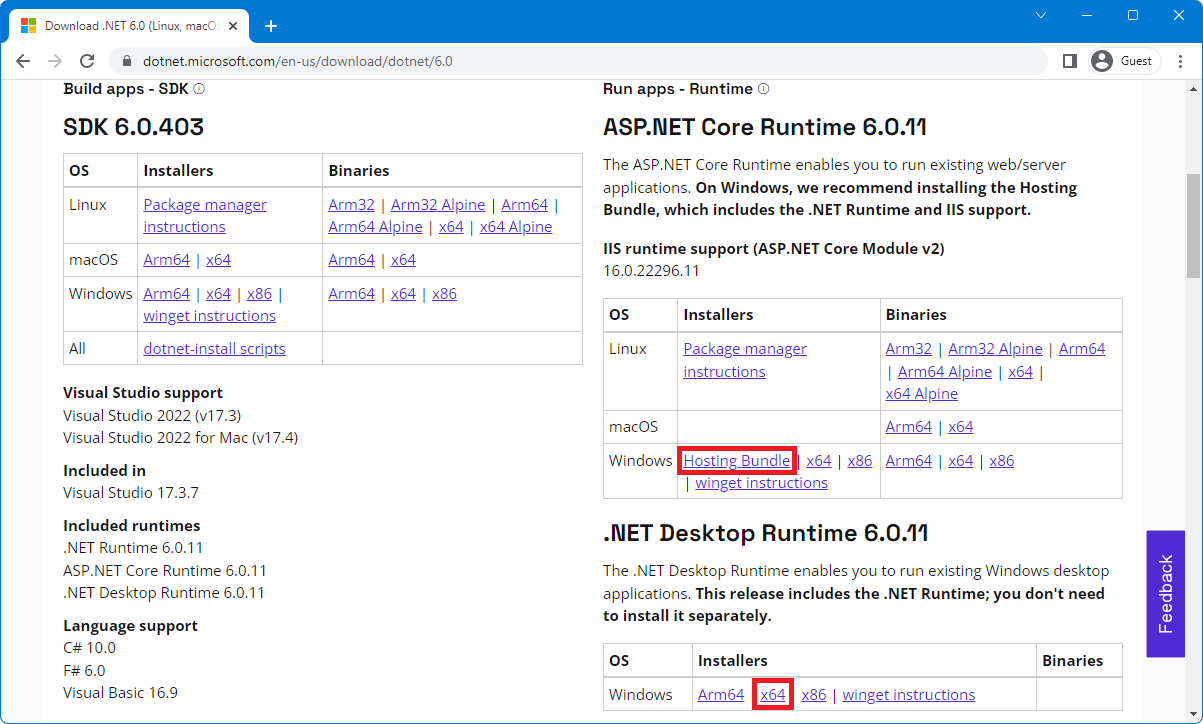 Download .NET 6.0 (Linux, macO
dotnet.microsoft.com/en-us/download/dotnet/6.0
Guest
Build apps - SDK
SDK 6.0.403
OS Installers Binaries
Linux Package manager instructions Arm32 | Arm32 Alpine | Arm64 |
Arm64 Alpine | x64 | x64 Alpine
macOS Arm64 | x64 Arm64 | x64
Windows Arm64 | x64 | x86 | Arm64 | x64 | x86
winget instructions
All dotnet-install scripts
Visual Studio support
Visual Studio 2022 (v17.3)
Visual Studio 2022 for Mac (v17.4)
Included in
Visual Studio 17.3.7
Included runtimes
.NET Runtime 6.0.11
ASP.NET Core Runtime 6.0.11
.NET Desktop Runtime 6.0.11
Language support
C# 10.0
F# 6.0
Visual Basic 16.9
Run apps - Runtime
ASP.NET Core Runtime 6.0.11
The ASP.NET Core Runtime enables you to run existing web/server
applications. On Windows, we recommend installing the Hosting
Bundle, which includes the .NET Runtime and IIS support.
IIS runtime support (ASP.NET Core Module v2)
16.0.22296.11
OS Installers Binaries
Linux Package manager instructions Arm32 | Arm32 Alpine | Arm64
| Arm64 Alpine | x64 |
x64 Alpine
macOS Arm64 | x64
Windows Hosting Bundle | x64 | x86 Arm64 | x64 | x86
| winget instructions
.NET Desktop Runtime 6.0.11
The .NET Desktop Runtime enables you to run existing Windows desktop
applications. This release includes the .NET Runtime; you don't need
to install it separately.
OS Installers Binaries
Windows Arm64 | x64 | x86 | winget instructions
Feedback